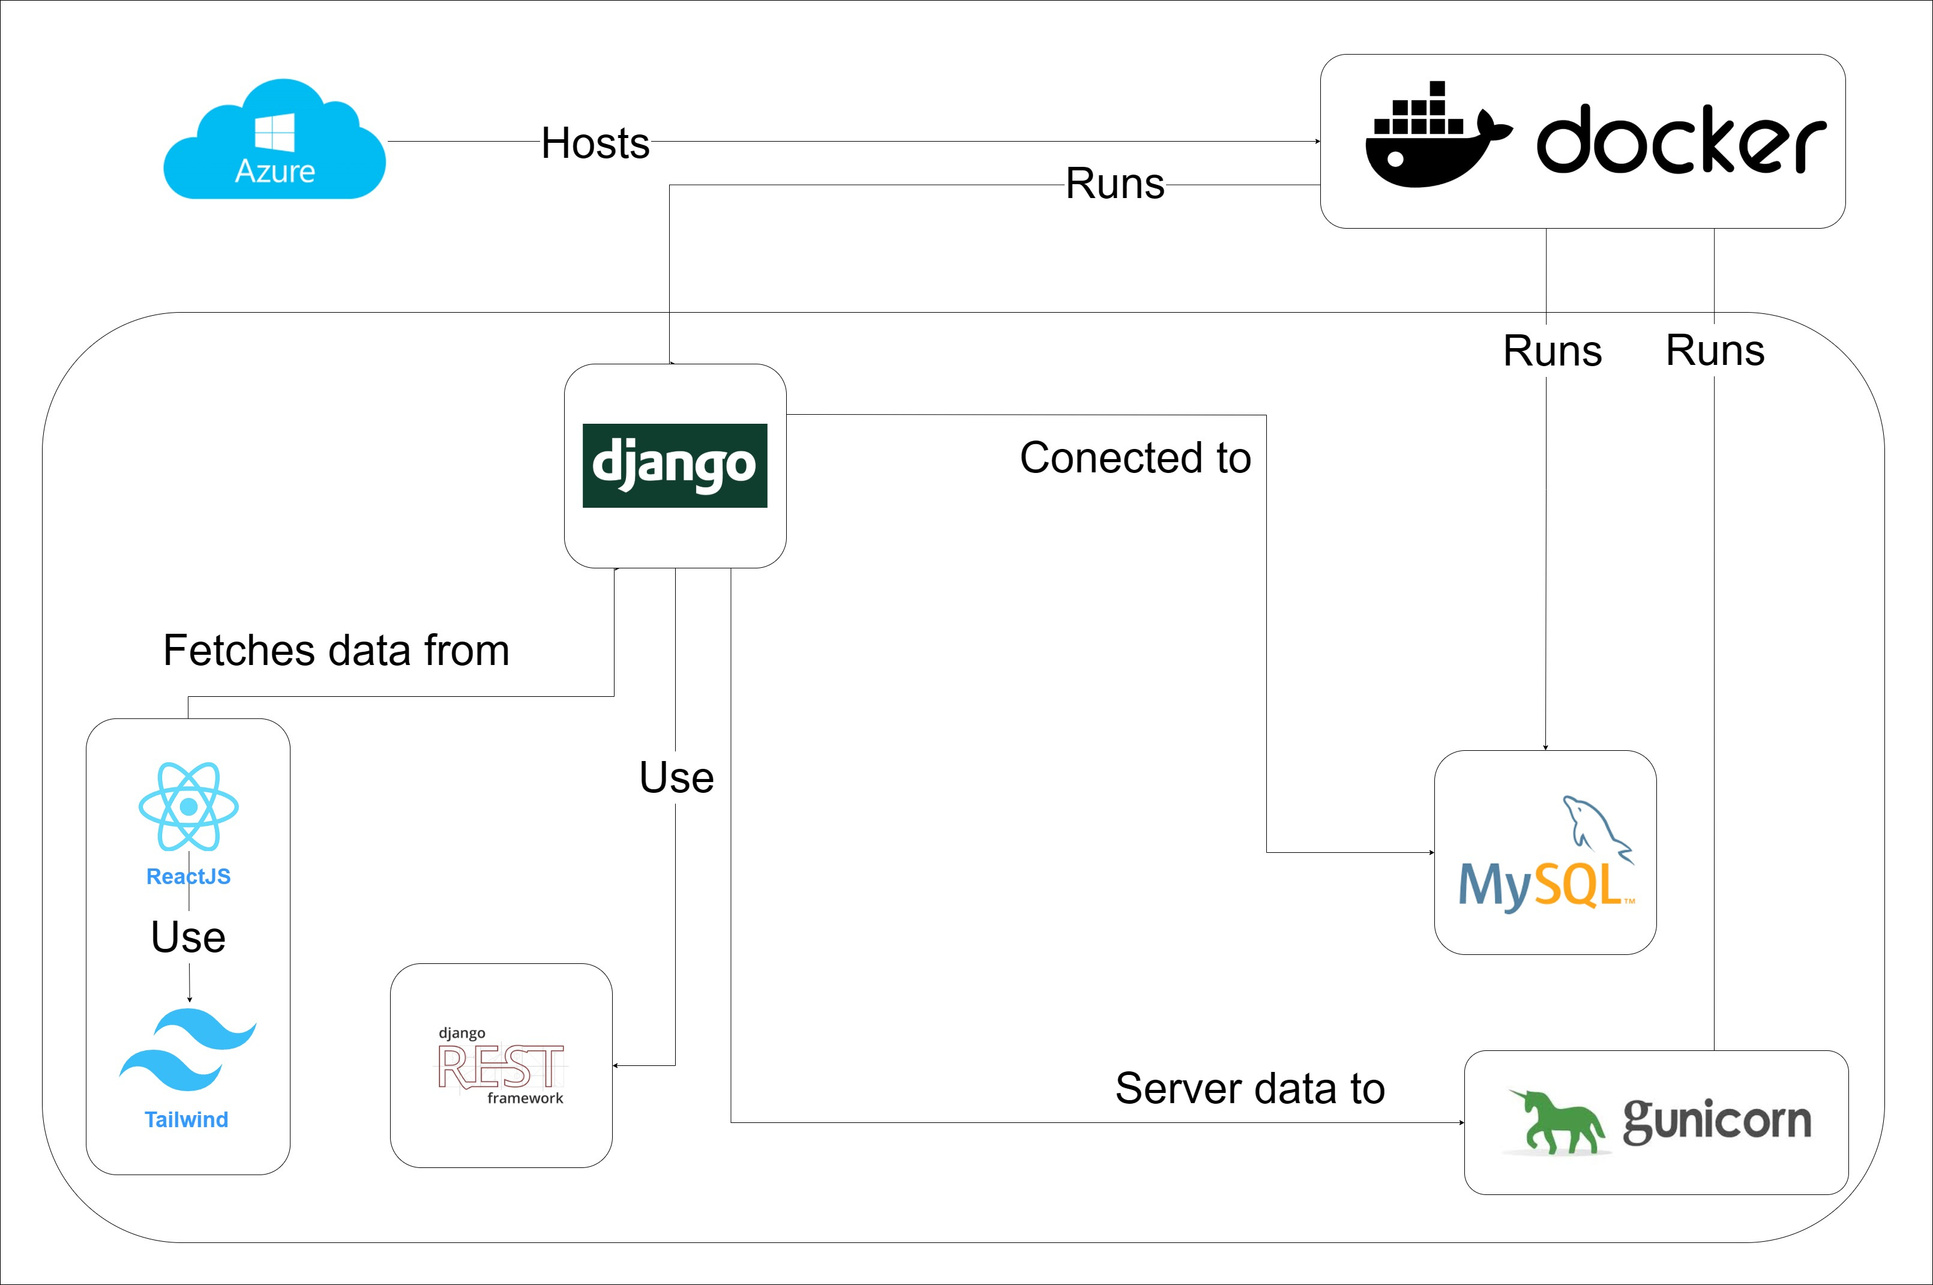 Azure
Hosts
docker
Runs
Runs
Runs
django
Conected to
Fetches data from
Use
ReactJS
Use
Tailwind
MySQL™
django
REST
framework
Server data to
gunicorn